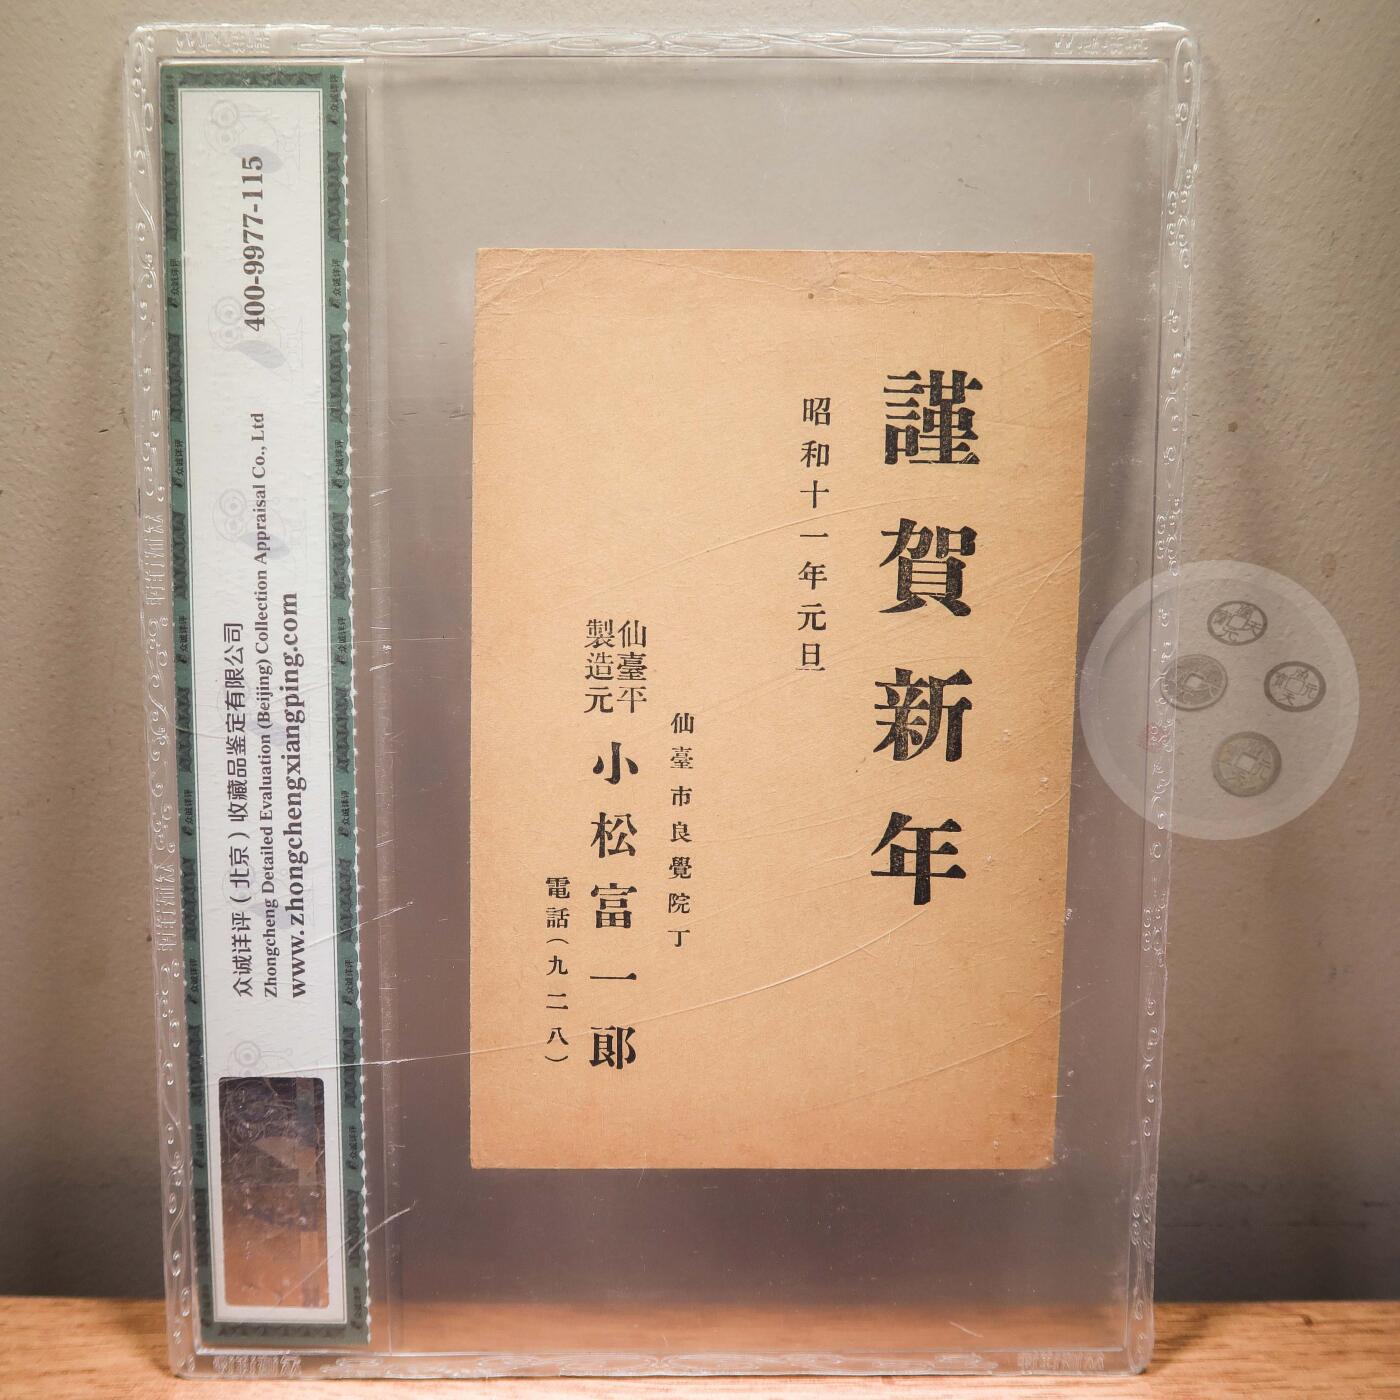 謹賀新年
昭和十一年元旦
仙臺市良覺院丁
仙臺平
製造元
小松富一郎
電話(九二八)
众诚详评(北京)收藏品鉴定有限公司
Zhongcheng Detailed Evaluation (Beijing) Collection Appraisal Co., Ltd
www.zhongchengxiangping.com
400-9977-115